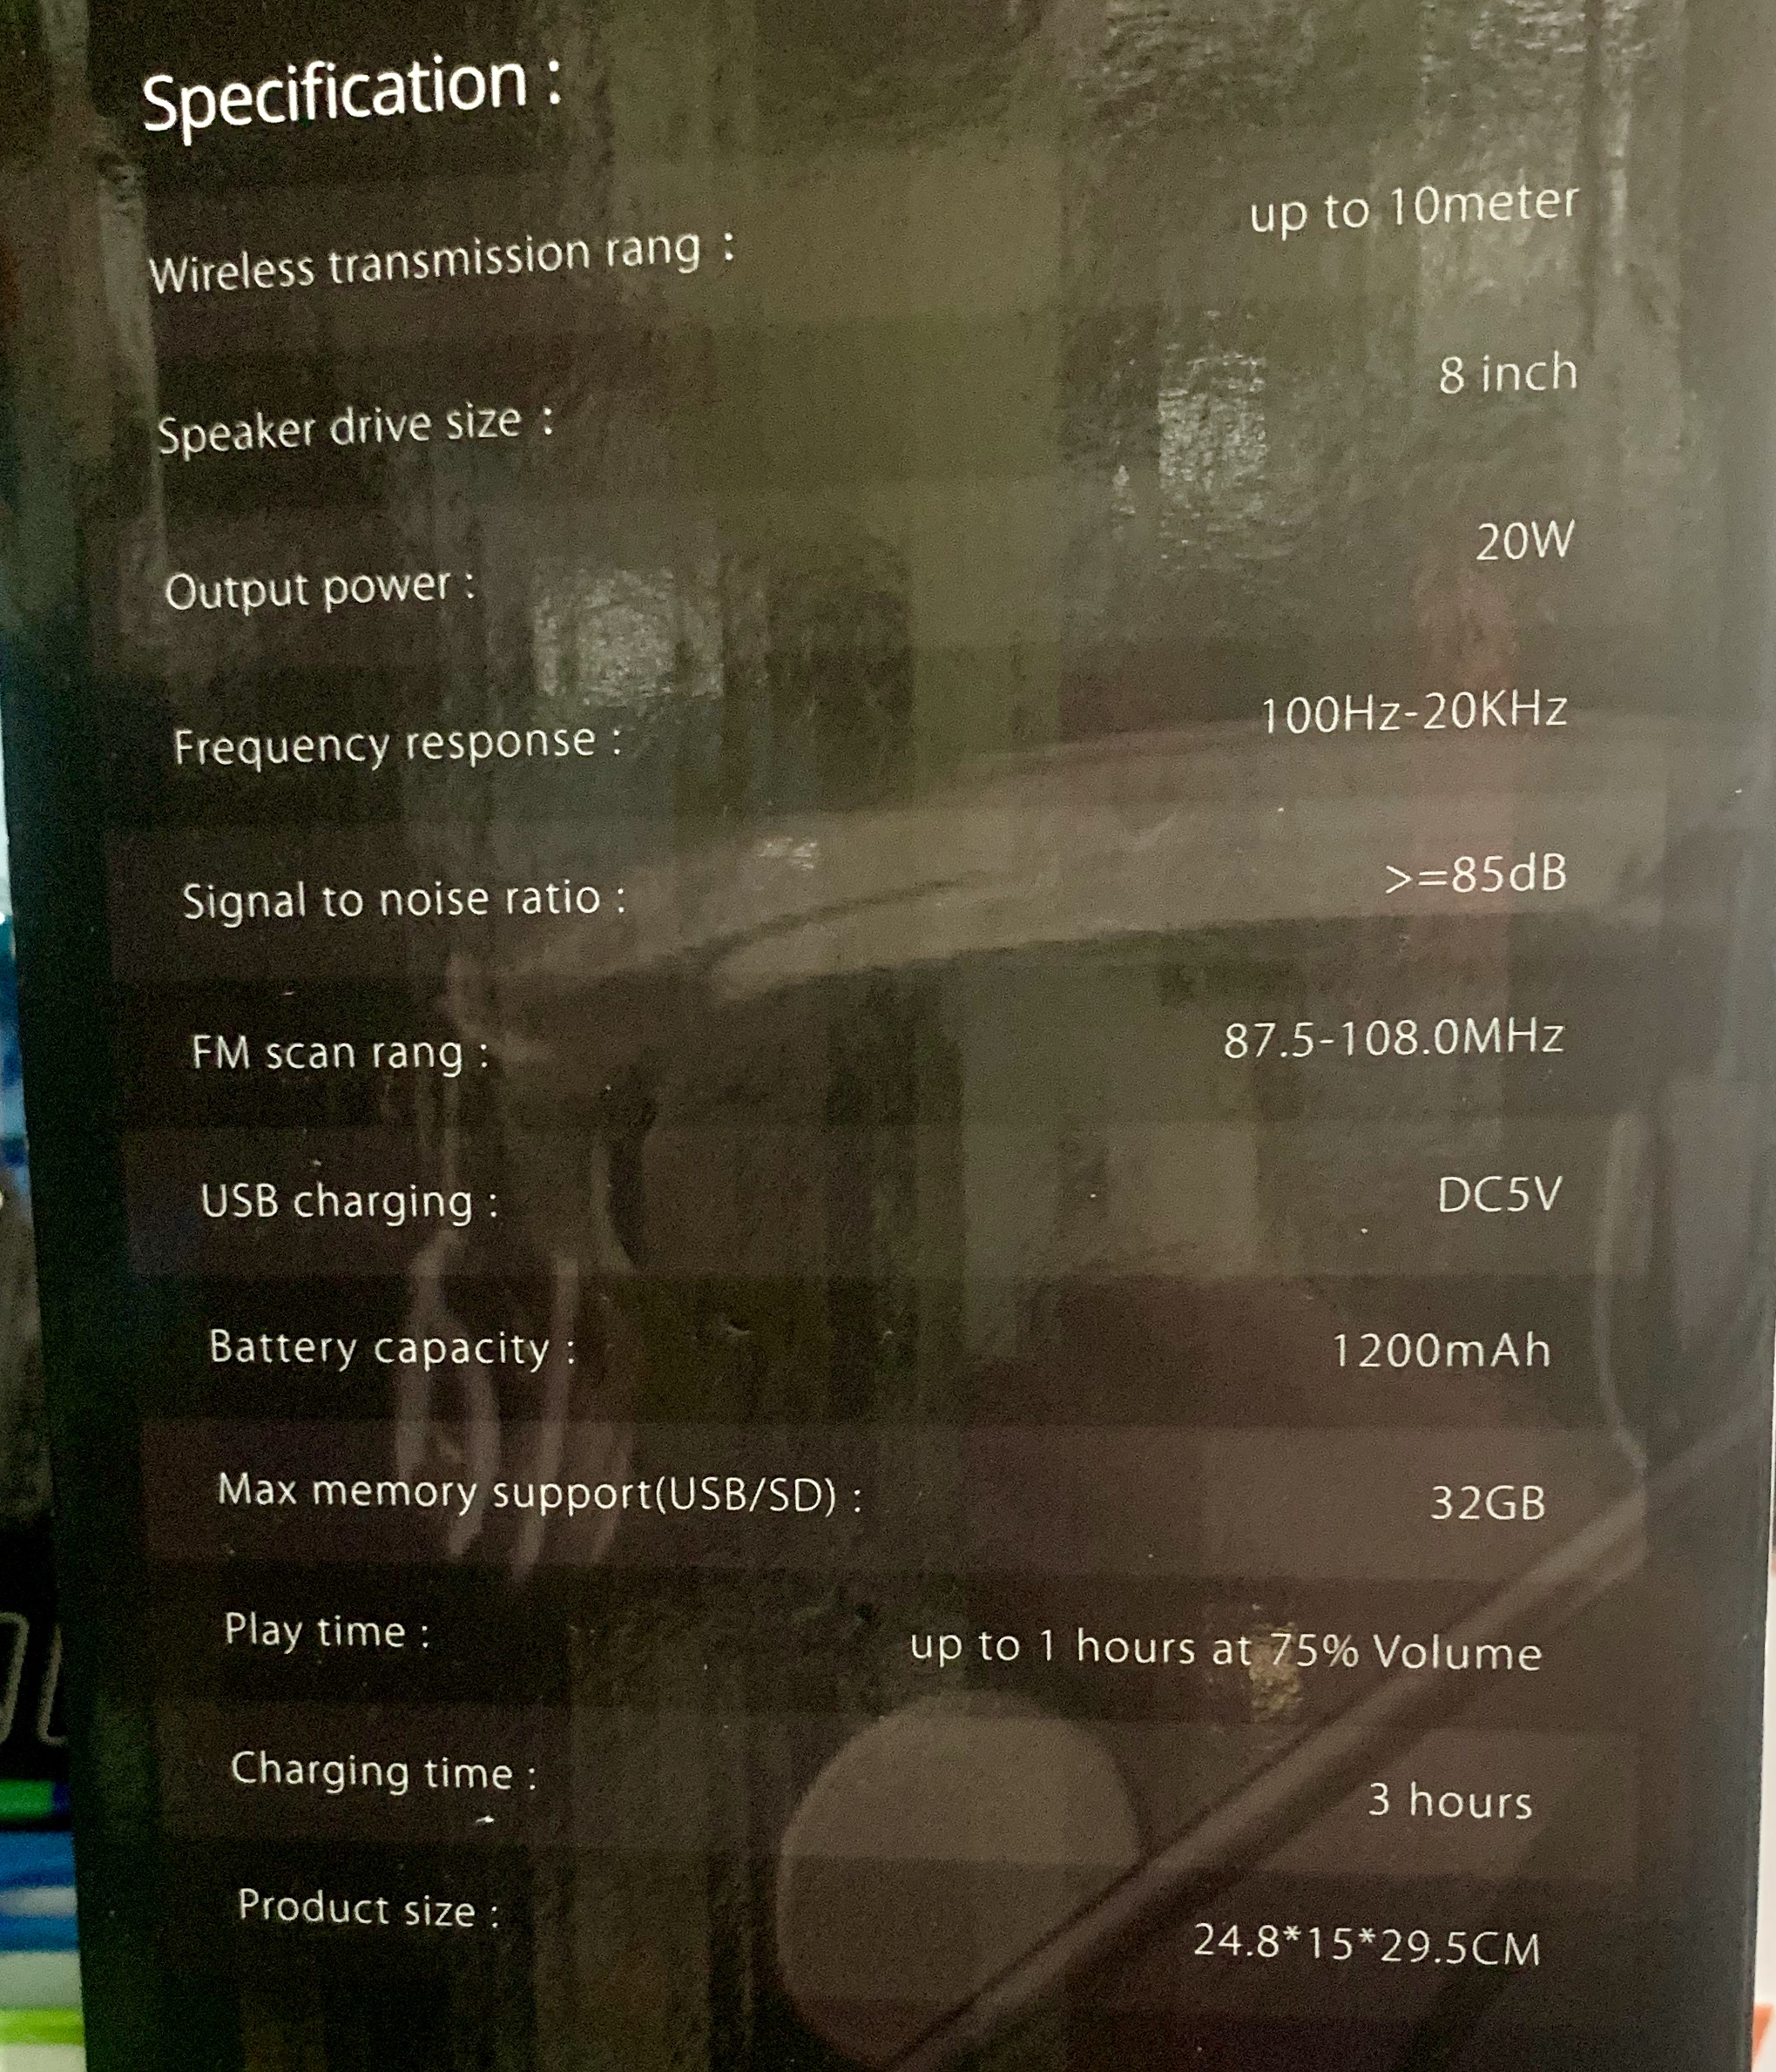 Specification :
Wireless transmission rang : up to 10meter
Speaker drive size : 8 inch
Output power : 20W
Frequency response : 100Hz-20KHz
Signal to noise ratio : >=85dB
FM scan rang : 87.5-108.0MHz
USB charging : DC5V
Battery capacity : 1200mAh
Max memory support(USB/SD) : 32GB
Play time : up to 1 hours at 75% Volume
Charging time : 3 hours
Product size : 24.8*15*29.5CM